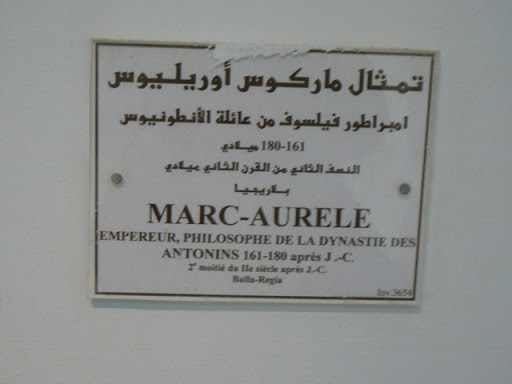 تمثال ماركوس أوريليوس
امبراطور فيلسوف من عائلة الأنطونيوس
161-180 ميلادي
النصف الثاني من القرن الثاني ميلادي
بلاريجيا
MARC-AURELE
EMPEREUR, PHILOSOPHE DE LA DYNASTIE DES
ANTONINS 161-180 après J.-C.
2e moitié du IIe siècle après J.-C.
Bulla-Regia
Inv.3654